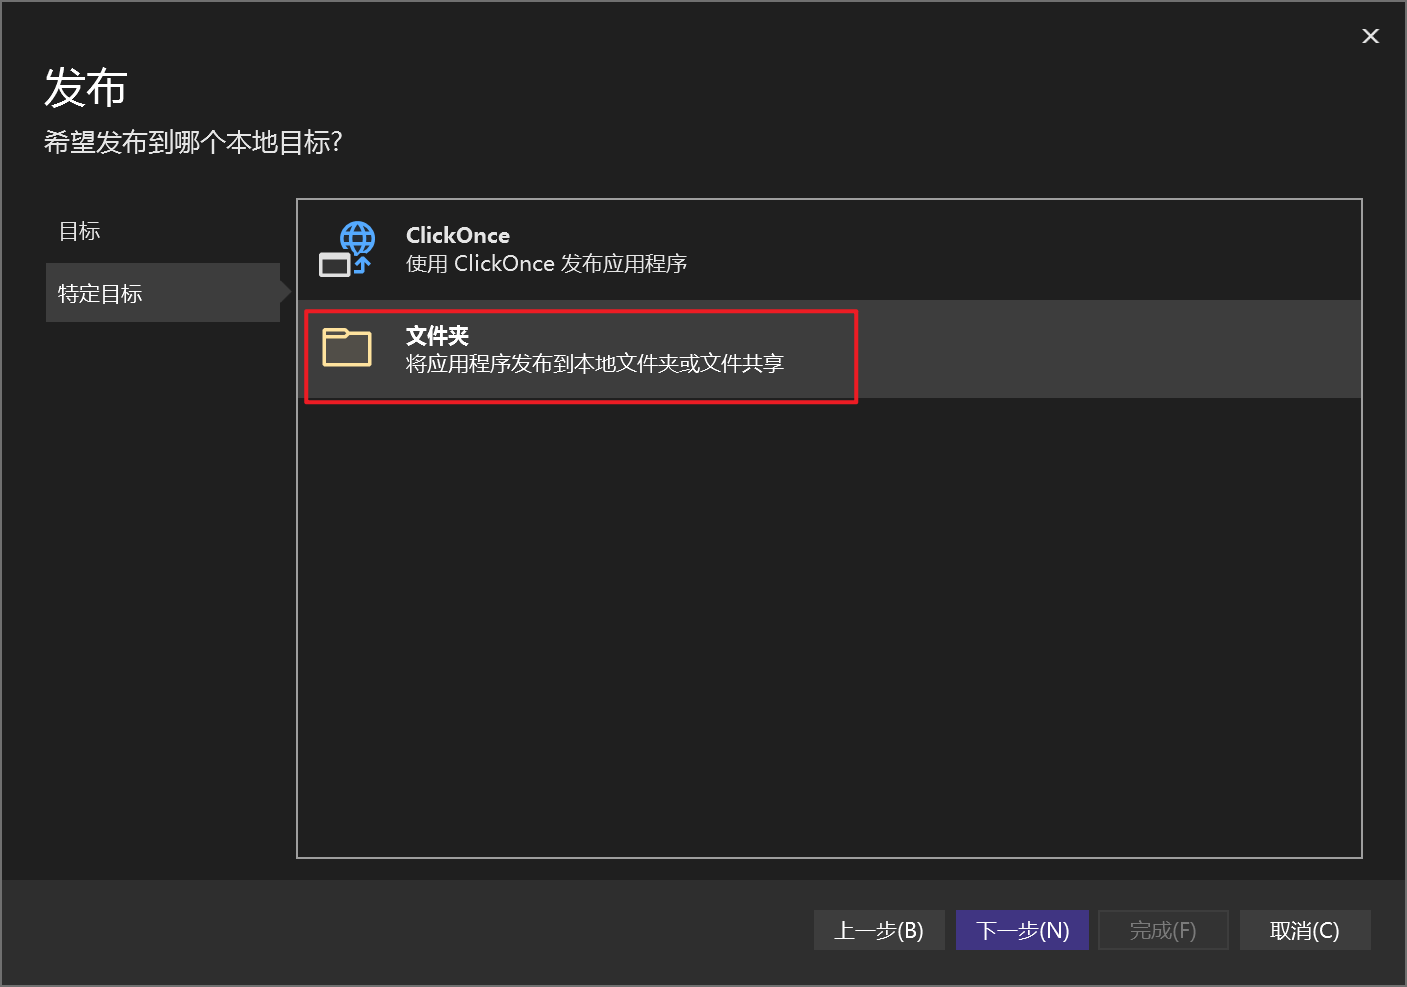 发布
希望发布到哪个本地目标?
目标
特定目标
ClickOnce
使用 ClickOnce 发布应用程序
文件夹
将应用程序发布到本地文件夹或文件共享
上一步(B)
下一步(N)
完成(F)
取消(C)